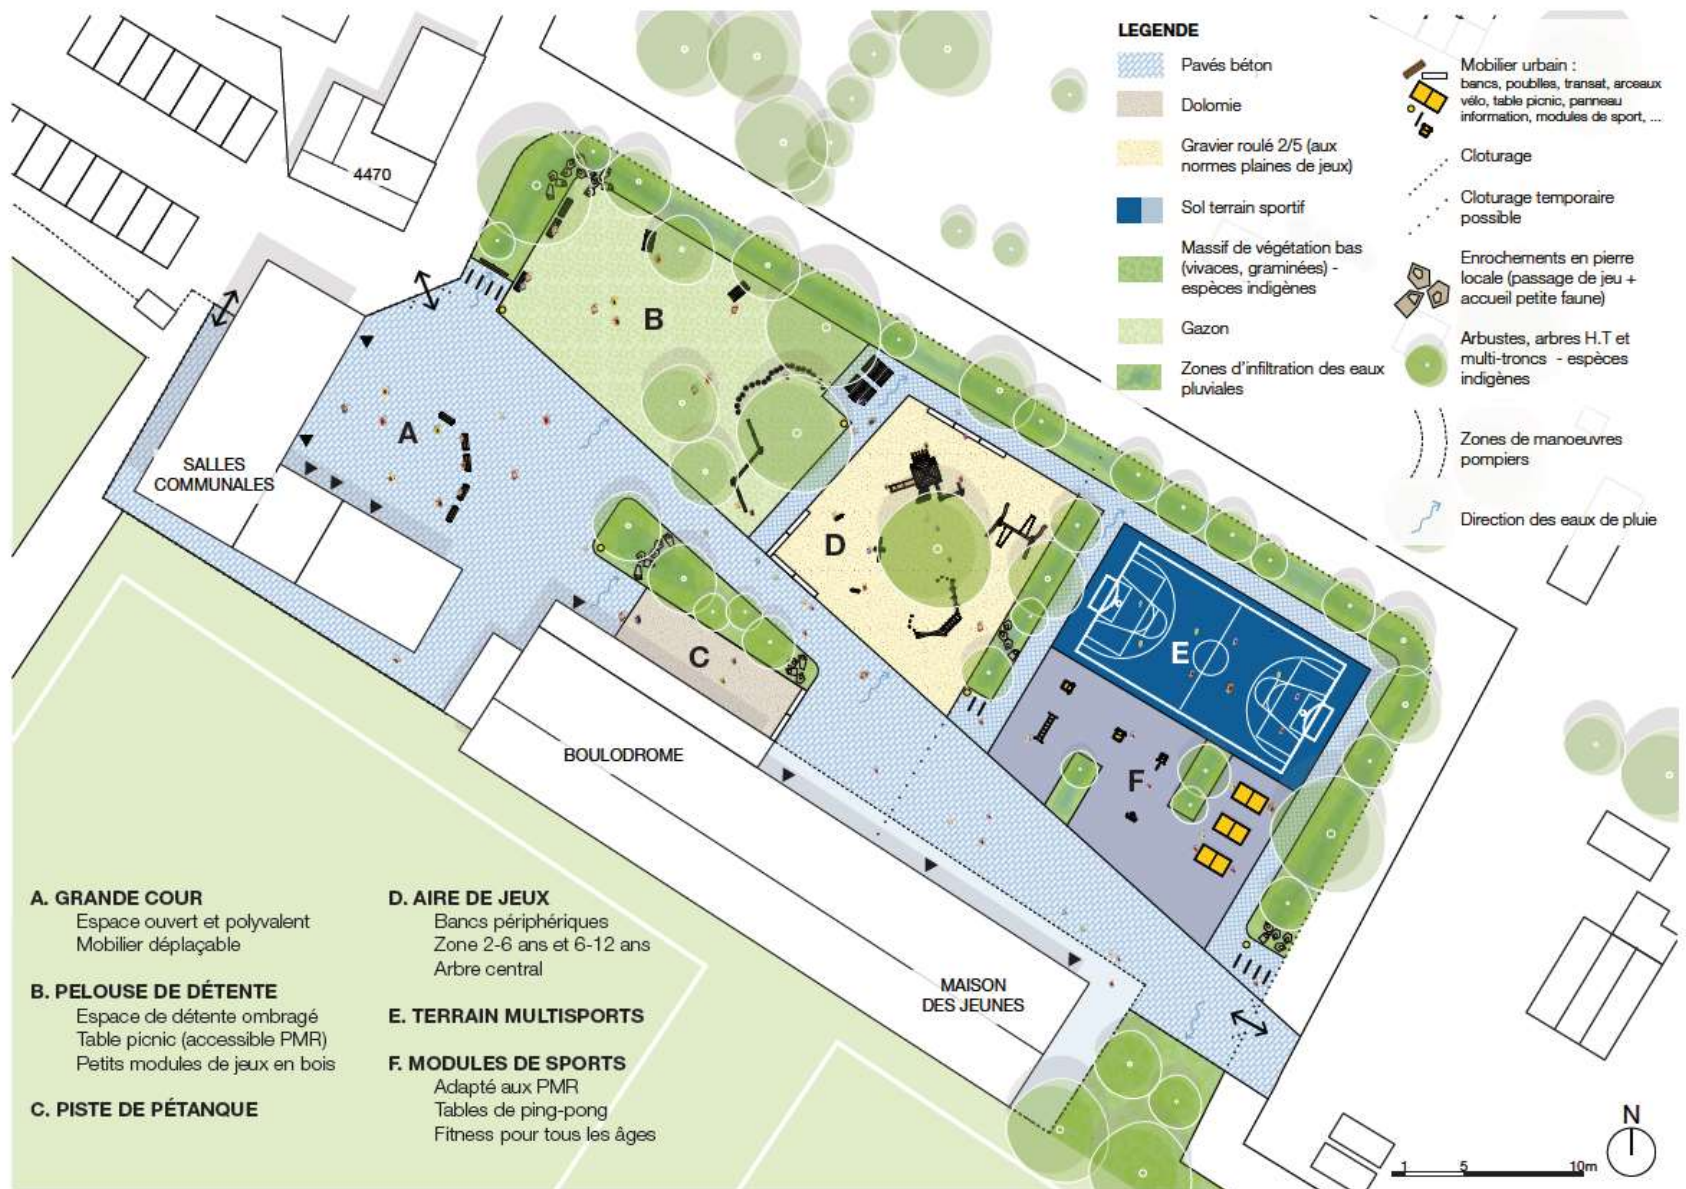 LEGENDE
Pavés béton
Dolomie
Gravier roulé 2/5 (aux
normes plaines de jeux)
Sol terrain sportif
Massif de végétation bas
(vivaces, graminées) -
espèces indigènes
Gazon
Zones d'infiltration des eaux
pluviales
Mobilier urbain :
bancs, poublles, transat, arceaux
vélo, table picnic, panneau
information, modules de sport, ...
Cloturage
Cloturage temporaire
possible
Enrochements en pierre
locale (passage de jeu +
accueil petite faune)
Arbustes, arbres H.T et
multi-troncs - espèces
indigènes
Zones de manoeuvres
pompiers
Direction des eaux de pluie
4470
B
A
SALLES
COMMUNALES
D
C
E
BOULODROME
F
MAISON
DES JEUNES
A. GRANDE COUR
Espace ouvert et polyvalent
Mobilier déplaçable
B. PELOUSE DE DÉTENTE
Espace de détente ombragé
Table picnic (accessible PMR)
Petits modules de jeux en bois
C. PISTE DE PÉTANQUE
D. AIRE DE JEUX
Bancs périphériques
Zone 2-6 ans et 6-12 ans
Arbre central
E. TERRAIN MULTISPORTS
F. MODULES DE SPORTS
Adapté aux PMR
Tables de ping-pong
Fitness pour tous les âges
N
1 5 10m